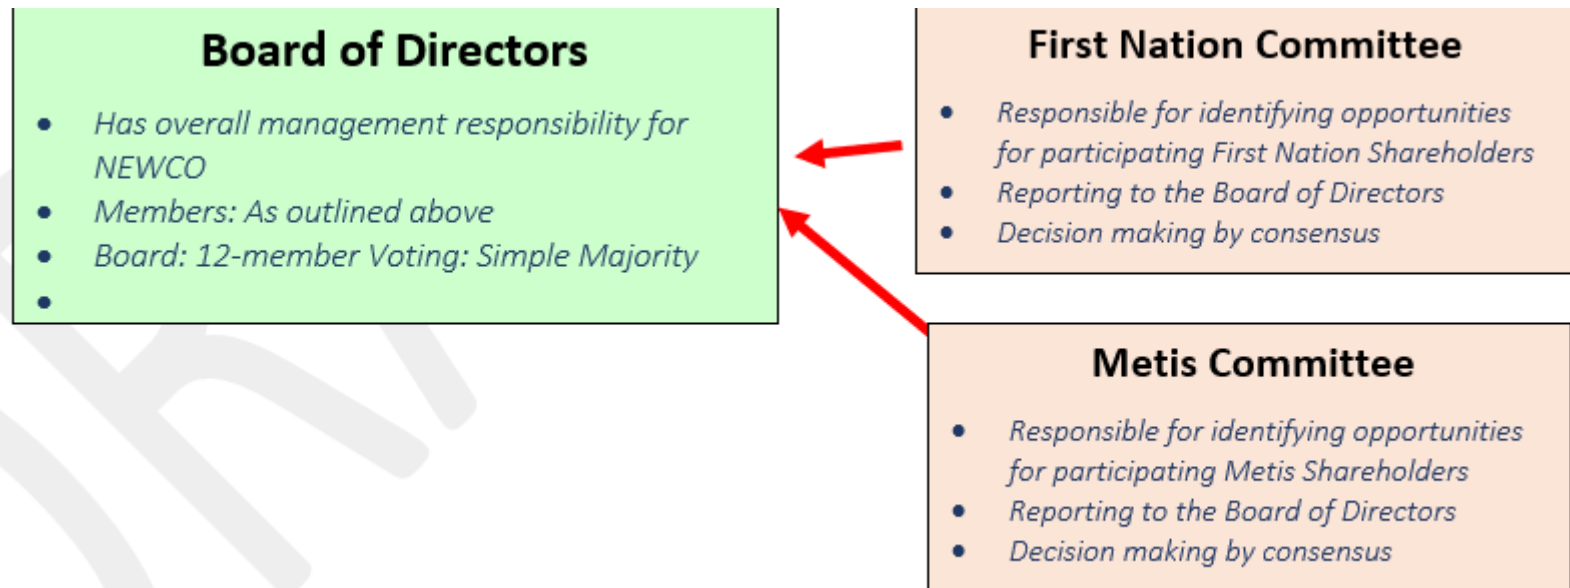 Board of Directors
• Has overall management responsibility for
NEWCO
• Members: As outlined above
• Board: 12-member Voting: Simple Majority
•
First Nation Committee
• Responsible for identifying opportunities
for participating First Nation Shareholders
• Reporting to the Board of Directors
• Decision making by consensus
Metis Committee
• Responsible for identifying opportunities
for participating Metis Shareholders
• Reporting to the Board of Directors
• Decision making by consensus